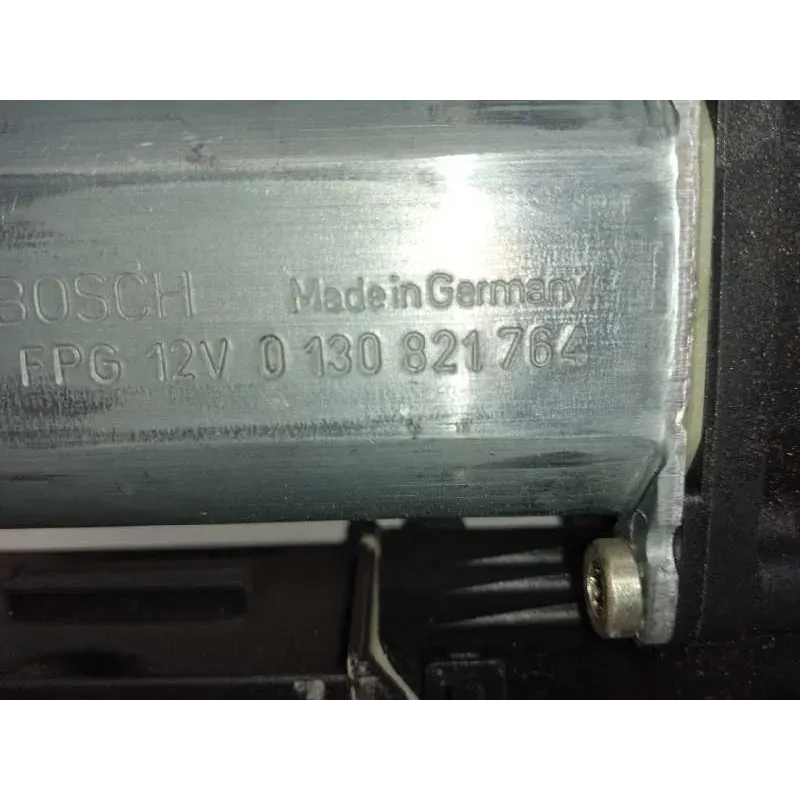 BOSCH Made in Germany
FPG 12V 0 130 821 764